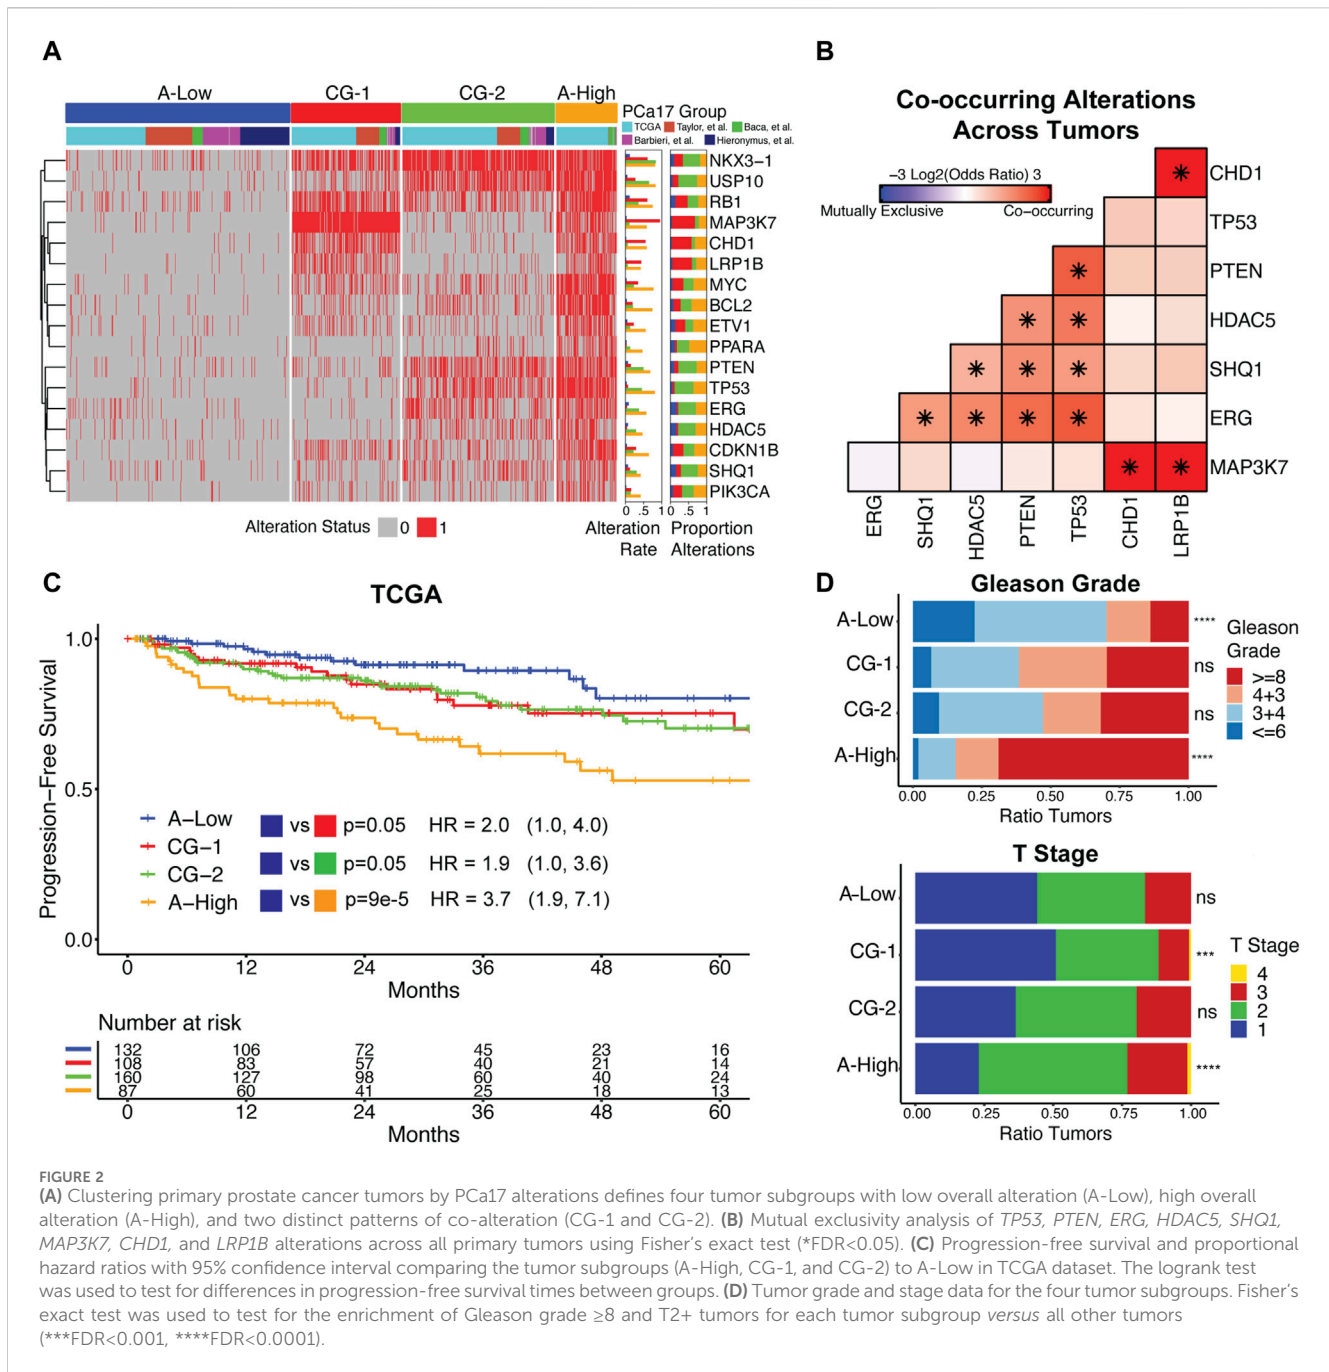 A
A-Low
CG-1
CG-2
A-High
PCa17 Group
TCGA Taylor, et al. Baca, et al.
Barbieri, et al. Hieronymus, et al.
NKX3-1
USP10
RB1
MAP3K7
CHD1
LRP1B
MYC
BCL2
ETV1
PPARA
PTEN
TP53
ERG
HDAC5
CDKN1B
SHQ1
PIK3CA
0 .5 1 0 .5 1
Alteration Status 0 1
Alteration Rate
Proportion Alterations
B
Co-occurring Alterations
Across Tumors
−3 Log2(Odds Ratio) 3
Mutually Exclusive Co-occurring
CHD1
TP53
PTEN
HDAC5
SHQ1
ERG
MAP3K7
ERG
SHQ1
HDAC5
PTEN
TP53
CHD1
LRP1B
C
TCGA
Progression−Free Survival
1.0
0.5
0.0
A−Low
CG−1
CG−2
A−High
vs p=0.05 HR = 2.0 (1.0, 4.0)
vs p=0.05 HR = 1.9 (1.0, 3.6)
vs p=9e-5 HR = 3.7 (1.9, 7.1)
0 12 24 36 48 60
Months
Number at risk
132 106 72 45 23 16
108 83 57 40 21 14
160 127 98 60 40 24
87 60 41 25 18 13
0 12 24 36 48 60
Months
D
Gleason Grade
A-Low ****
CG-1 ns
CG-2 ns
A-High ****
0.00 0.25 0.50 0.75 1.00
Ratio Tumors
Gleason
Grade
>=8
4+3
3+4
<=6
T Stage
A-Low ns
CG-1 ***
CG-2 ns
A-High ****
0.00 0.25 0.50 0.75 1.00
Ratio Tumors
T Stage
4
3
2
1
FIGURE 2
(A) Clustering primary prostate cancer tumors by PCa17 alterations defines four tumor subgroups with low overall alteration (A-Low), high overall
alteration (A-High), and two distinct patterns of co-alteration (CG-1 and CG-2). (B) Mutual exclusivity analysis of TP53, PTEN, ERG, HDAC5, SHQ1,
MAP3K7, CHD1, and LRP1B alterations across all primary tumors using Fisher's exact test (*FDR<0.05). (C) Progression-free survival and proportional
hazard ratios with 95% confidence interval comparing the tumor subgroups (A-High, CG-1, and CG-2) to A-Low in TCGA dataset. The logrank test
was used to test for differences in progression-free survival times between groups. (D) Tumor grade and stage data for the four tumor subgroups. Fisher's
exact test was used to test for the enrichment of Gleason grade ≥8 and T2+ tumors for each tumor subgroup versus all other tumors
(***FDR<0.001, ****FDR<0.0001).